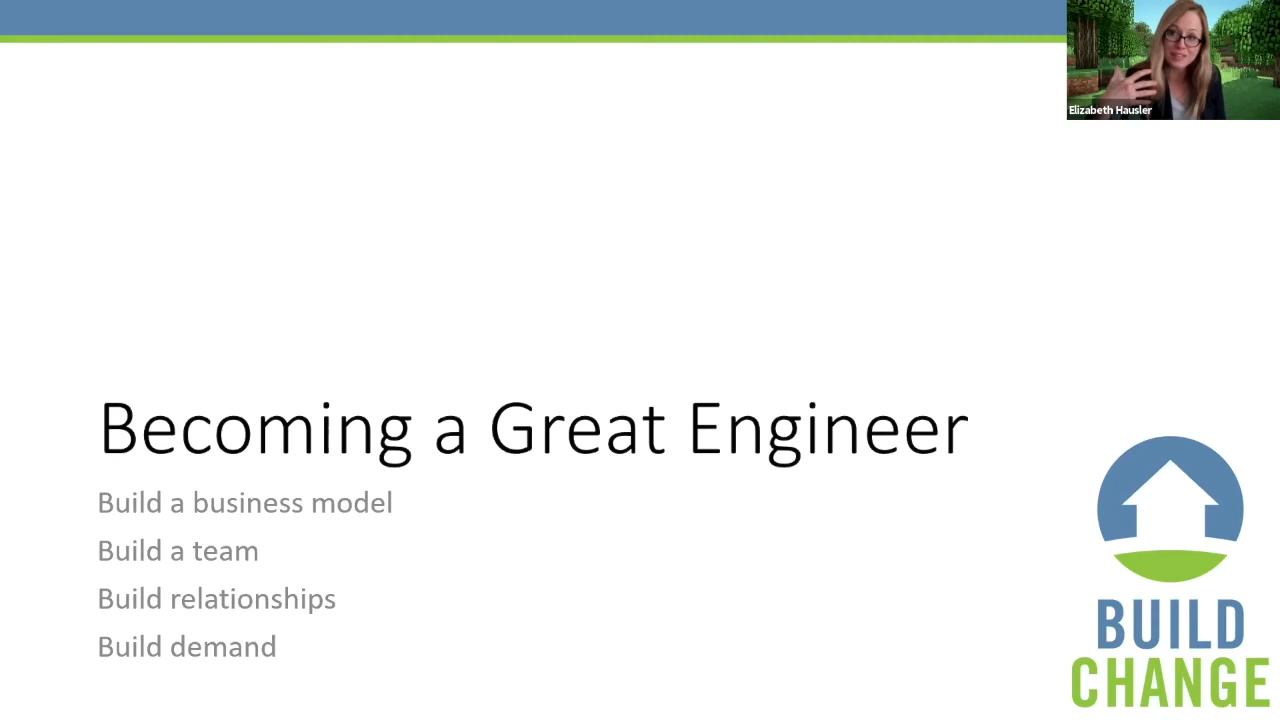 Elizabeth Hausler
Becoming a Great Engineer
Build a business model
Build a team
Build relationships
Build demand
BUILD
CHANGE